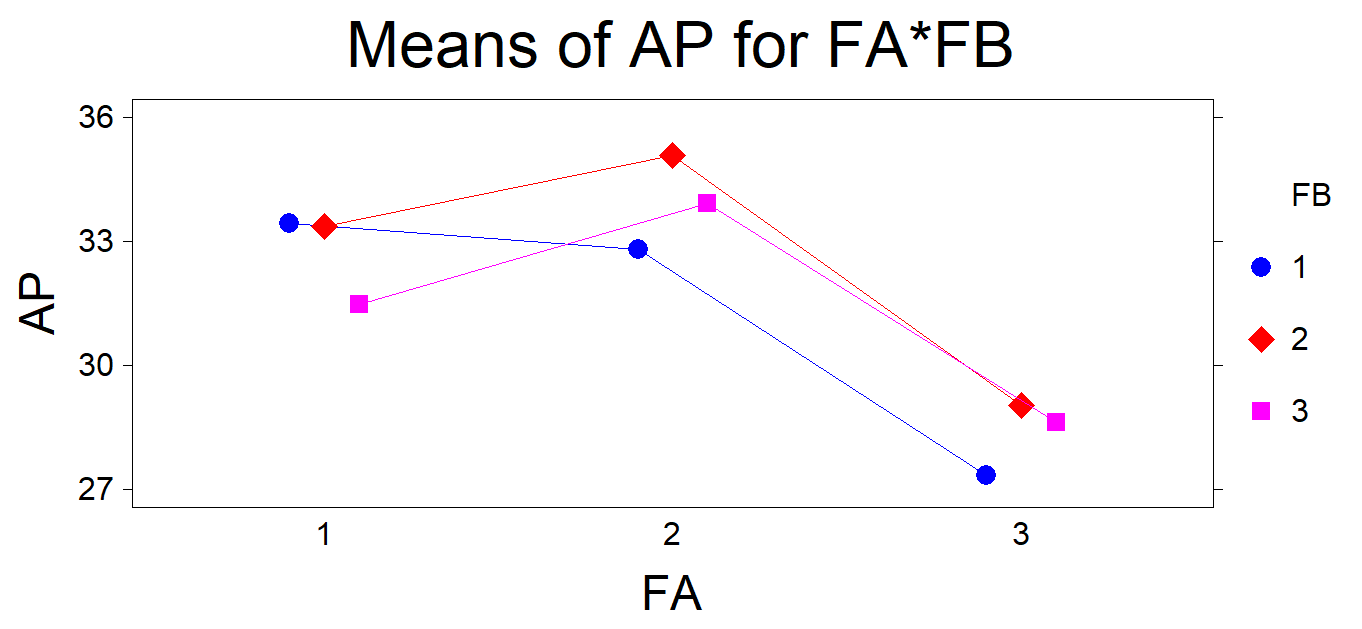 Means of AP for FA*FB
36
33
30
27
AP
1 2 3
FA
FB
1
2
3